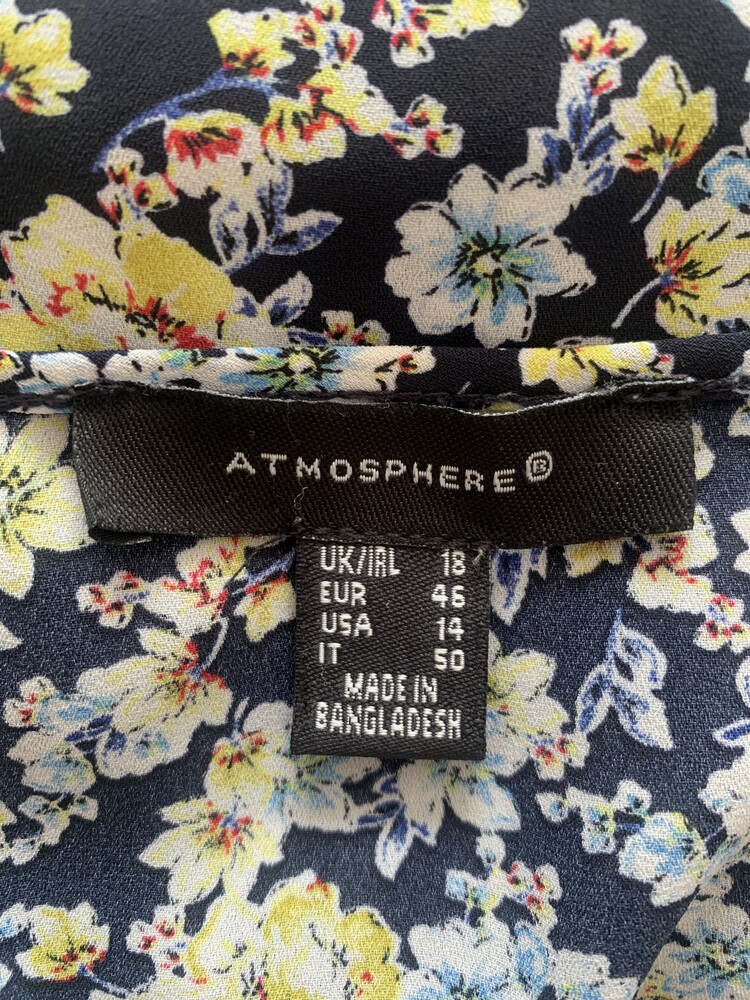 ATMOSPHERE®
UK/IRL 18
EUR 46
USA 14
IT 50
MADE IN
BANGLADESH